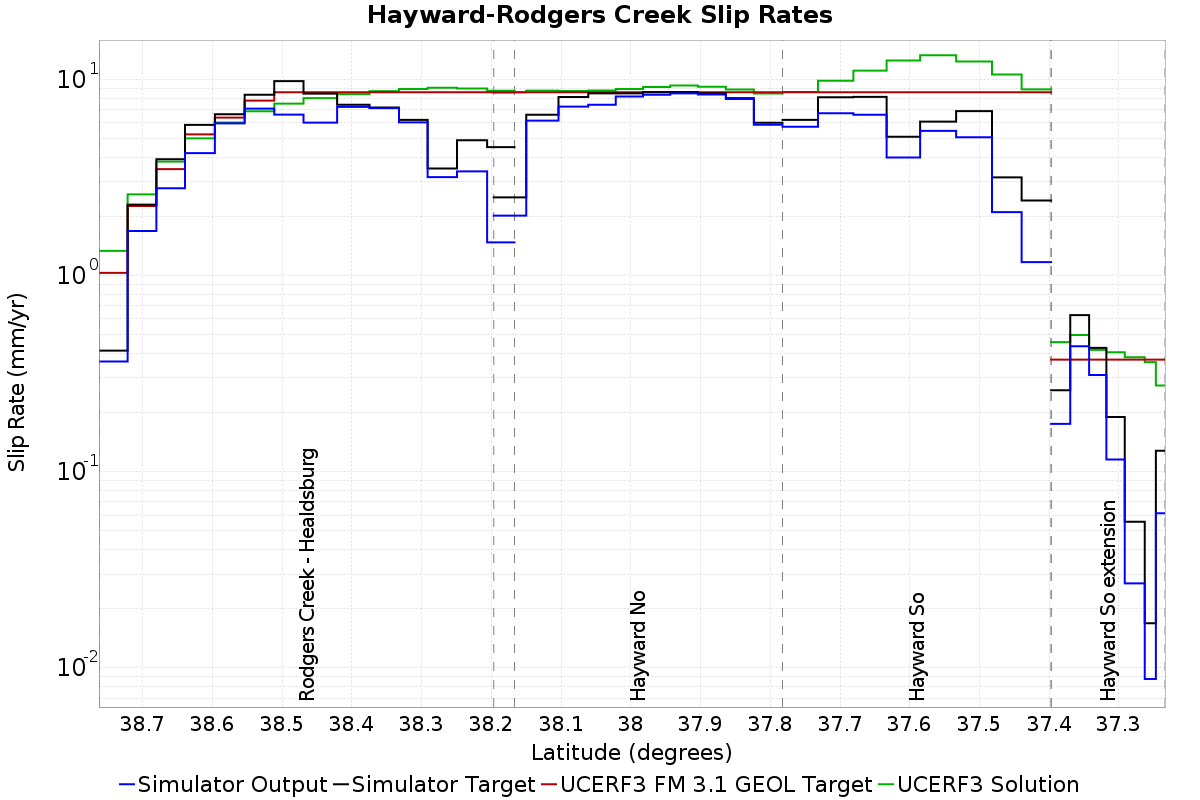 Hayward-Rodgers Creek Slip Rates
Slip Rate (mm/yr)
10^1
10^0
10^-1
10^-2
Rodgers Creek - Healdsburg
Hayward No
Hayward So
Hayward So extension
38.7 38.6 38.5 38.4 38.3 38.2 38.1 38 37.9 37.8 37.7 37.6 37.5 37.4 37.3
Latitude (degrees)
Simulator Output Simulator Target UCERF3 FM 3.1 GEOL Target UCERF3 Solution